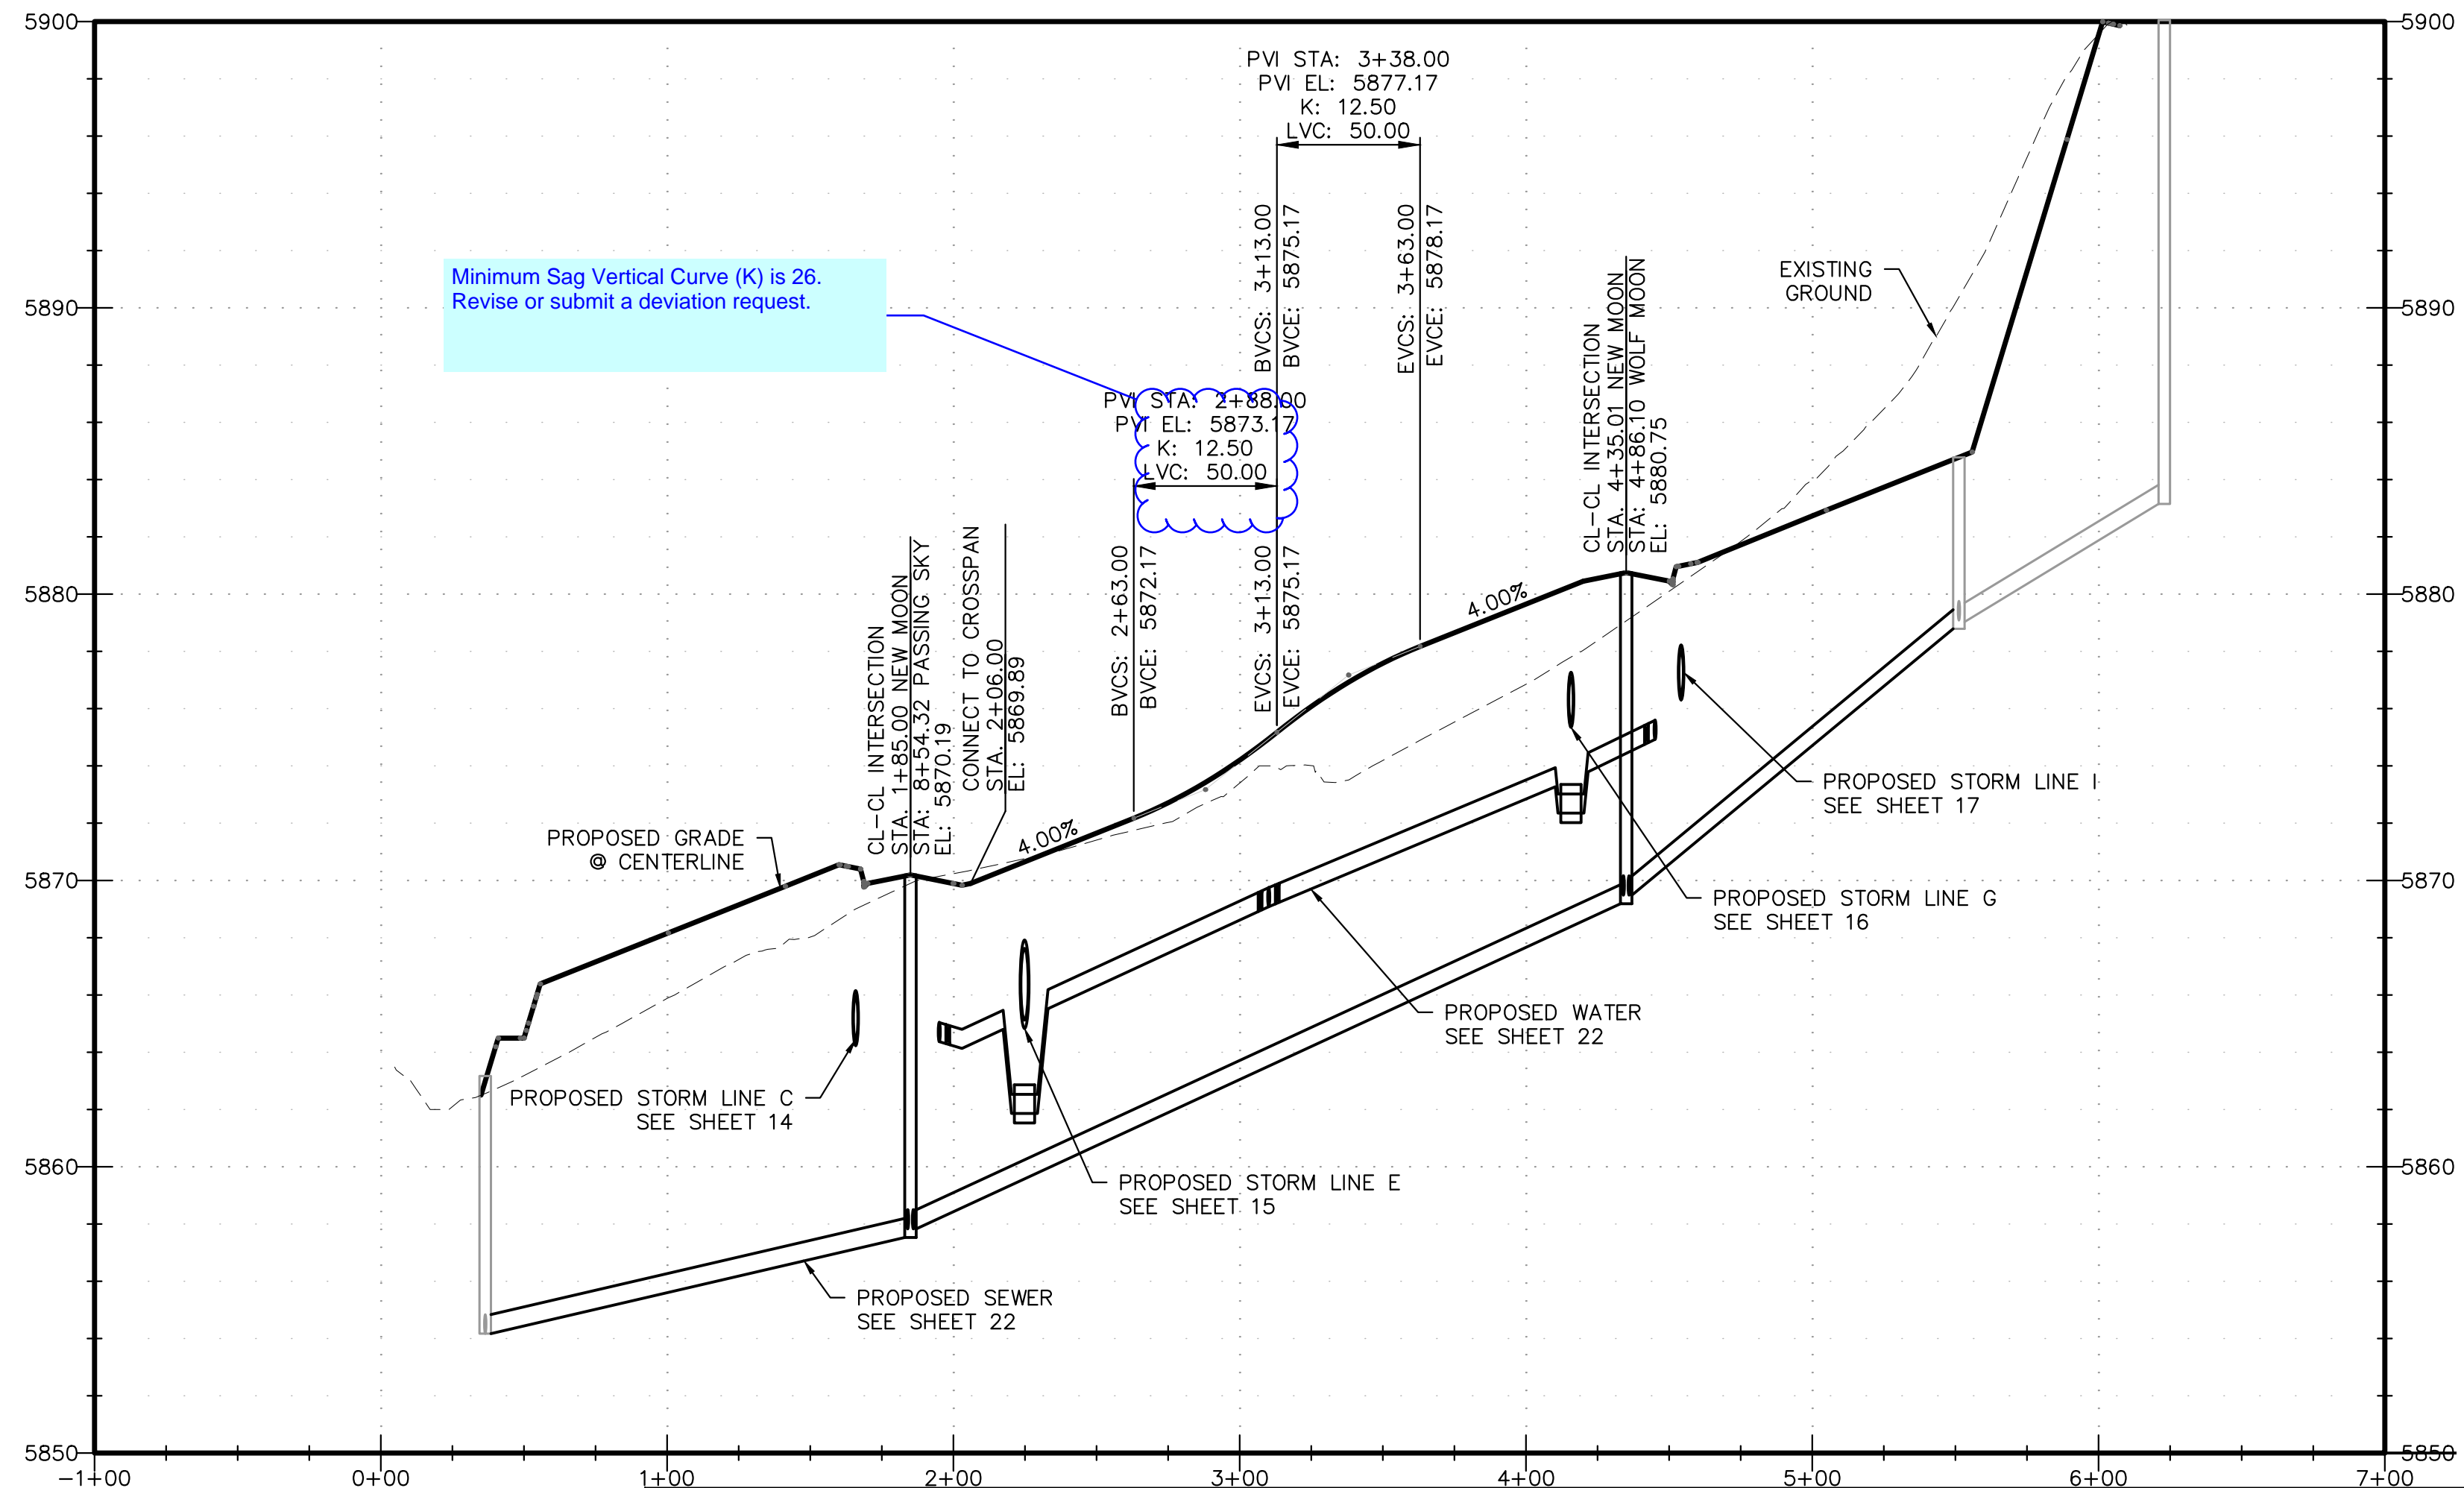 5900
5900
PVI STA: 3+38.00
PVI EL: 5877.17
K: 12.50
LVC: 50.00
BVCS: 3+13.00
BVCE: 5875.17
EVCS: 3+63.00
EVCE: 5878.17
Minimum Sag Vertical Curve (K) is 26.
Revise or submit a deviation request.
EXISTING
GROUND
5890
5890
CL-CL INTERSECTION
STA. 4+35.01 NEW MOON
STA: 4+86.10 WOLF MOON
EL: 5880.75
PVI STA: 2+88.00
PVI EL: 5873.17
K: 12.50
LVC: 50.00
CL-CL INTERSECTION
STA. 1+85.00 NEW MOON
STA: 8+54.32 PASSING SKY
EL: 5870.19
CONNECT TO CROSSPAN
STA. 2+06.00
EL: 5869.89
BVCS: 2+63.00
BVCE: 5872.17
EVCS: 3+13.00
EVCE: 5875.17
5880
5880
4.00%
4.00%
PROPOSED STORM LINE I
SEE SHEET 17
PROPOSED GRADE
@ CENTERLINE
5870
5870
PROPOSED STORM LINE G
SEE SHEET 16
PROPOSED WATER
SEE SHEET 22
PROPOSED STORM LINE C
SEE SHEET 14
5860
5860
PROPOSED STORM LINE E
SEE SHEET 15
PROPOSED SEWER
SEE SHEET 22
5850
5850
-1+00 0+00 1+00 2+00 3+00 4+00 5+00 6+00 7+00